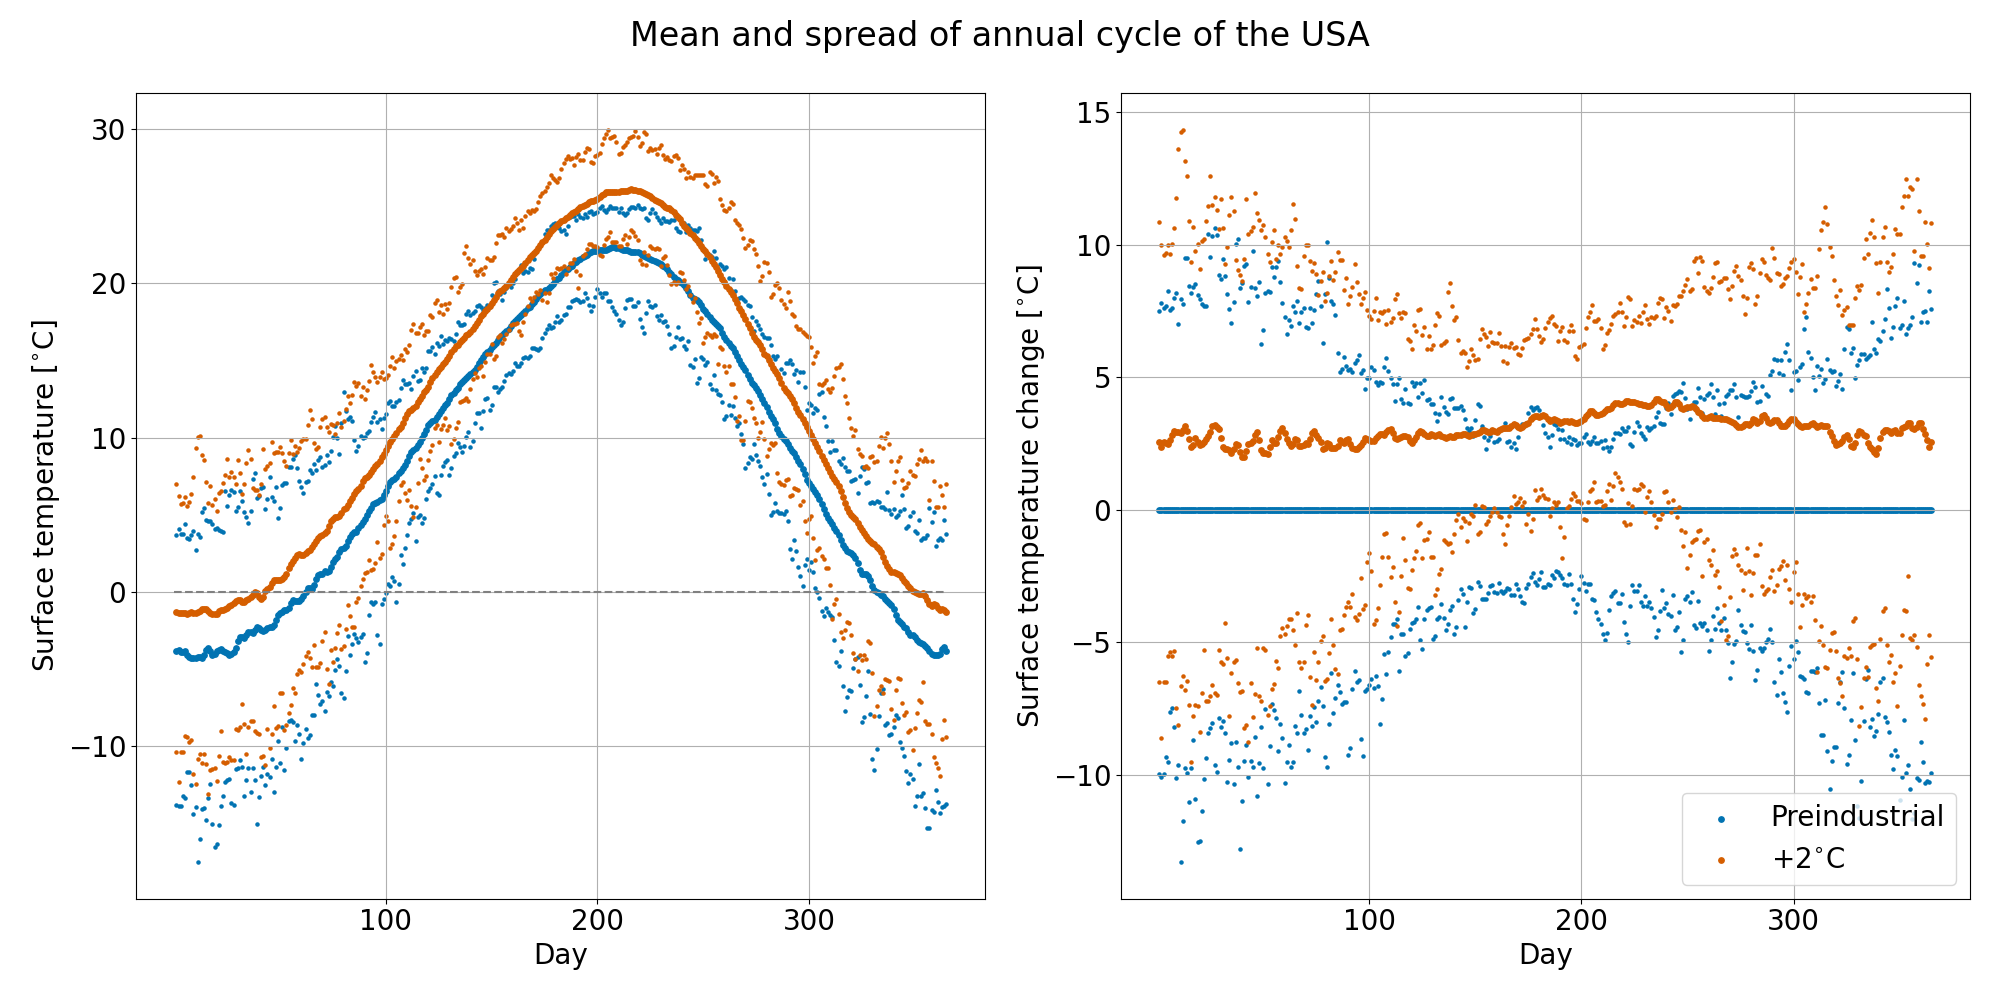 Mean and spread of annual cycle of the USA
Surface temperature [°C]
30
20
10
0
−10
100
200
300
Day
Surface temperature change [°C]
15
10
5
0
−5
−10
100
200
300
Day
Preindustrial
+2°C